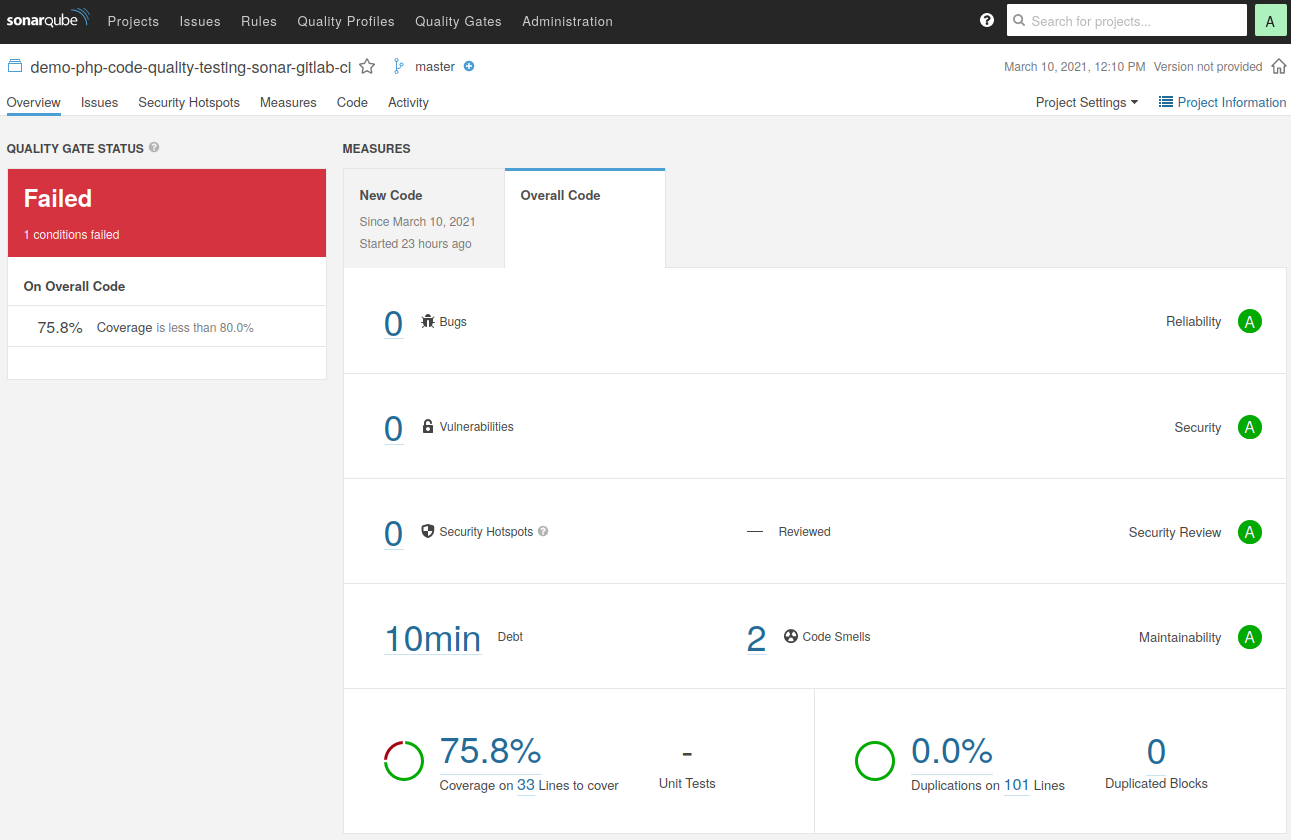 sonarqube Projects Issues Rules Quality Profiles Quality Gates Administration ? Search for projects... A
demo-php-code-quality-testing-sonar-gitlab-ci master March 10, 2021, 12:10 PM Version not provided
Overview Issues Security Hotspots Measures Code Activity Project Settings Project Information
QUALITY GATE STATUS ?
Failed
1 conditions failed
On Overall Code
75.8% Coverage is less than 80.0%
MEASURES
New Code
Since March 10, 2021
Started 23 hours ago
Overall Code
0 Bugs Reliability A
0 Vulnerabilities Security A
0 Security Hotspots ? — Reviewed Security Review A
10min Debt 2 Code Smells Maintainability A
75.8%
Coverage on 33 Lines to cover
-
Unit Tests
0.0%
Duplications on 101 Lines
0
Duplicated Blocks